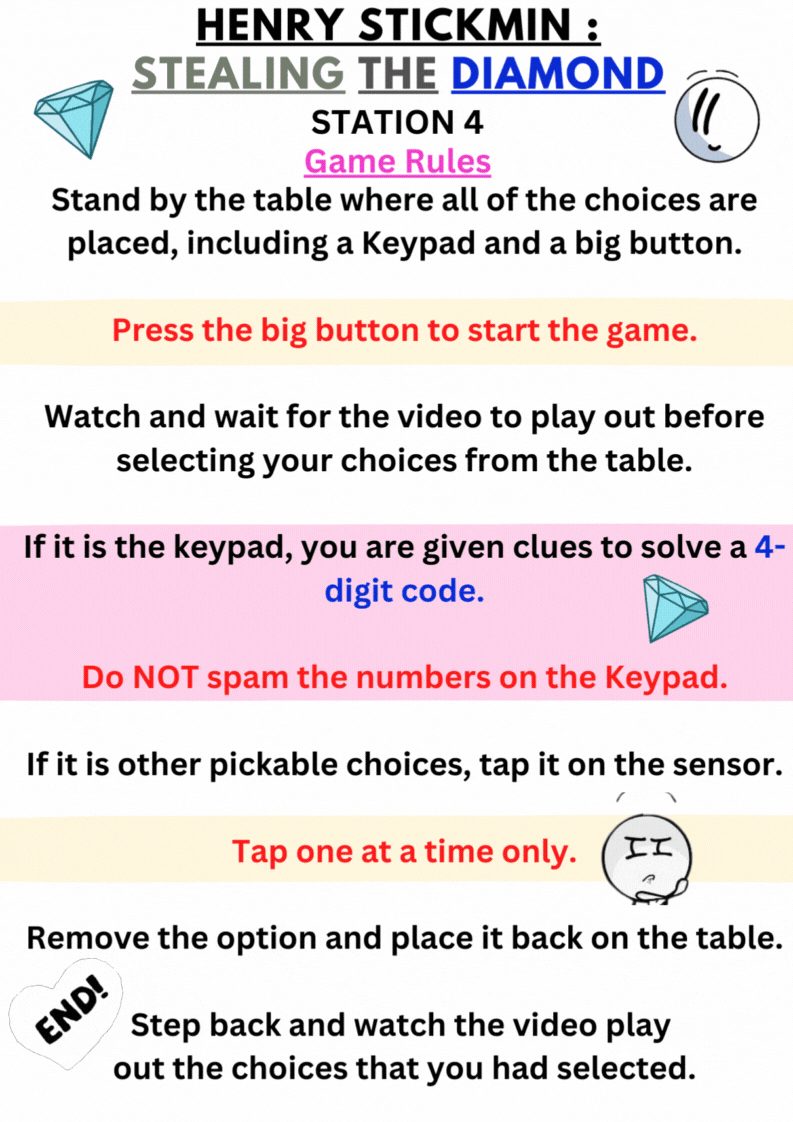 HENRY STICKMIN :
STEALING THE DIAMOND
STATION 4
Game Rules
Stand by the table where all of the choices are
placed, including a Keypad and a big button.
Press the big button to start the game.
Watch and wait for the video to play out before
selecting your choices from the table.
If it is the keypad, you are given clues to solve a 4-
digit code.
Do NOT spam the numbers on the Keypad.
If it is other pickable choices, tap it on the sensor.
Tap one at a time only.
Remove the option and place it back on the table.
END!
Step back and watch the video play
out the choices that you had selected.